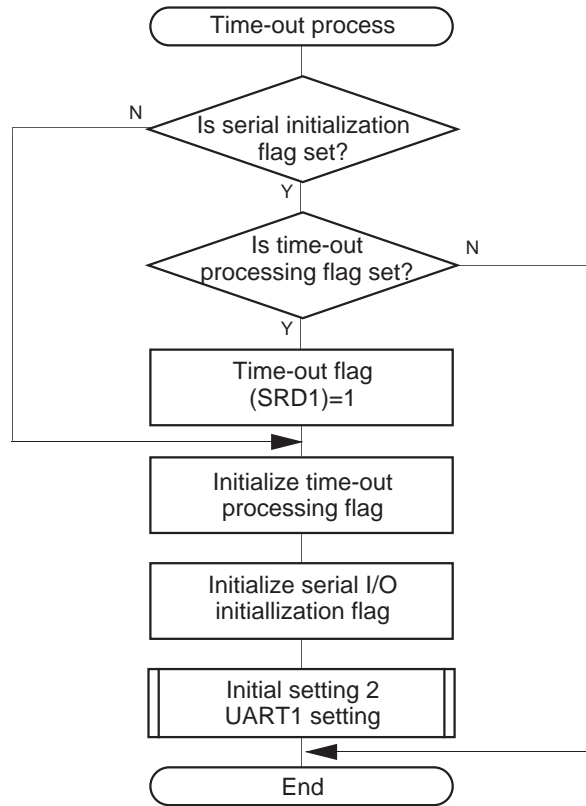 Time-out process
N
Is serial initialization
flag set?
Y
Is time-out
processing flag set?
N
Y
Time-out flag
(SRD1)=1
Initialize time-out
processing flag
Initialize serial I/O
initiallization flag
Initial setting 2
UART1 setting
End